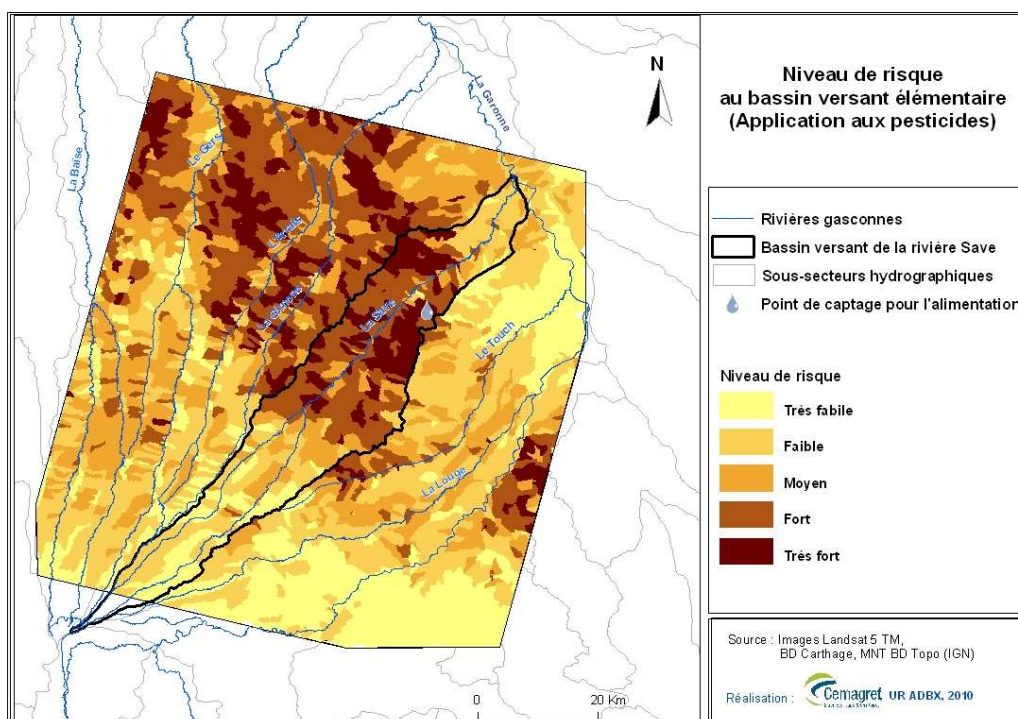 Niveau de risque
au bassin versant élémentaire
(Application aux pesticides)
N
La Garonne
La Baïse
Le Gers
L'Arrats
La Gimone
La Save
Le Touch
La Louge
0 20 Km
Rivières gasconnes
Bassin versant de la rivière Save
Sous-secteurs hydrographiques
Point de captage pour l'alimentation
Niveau de risque
Très fabile
Faible
Moyen
Fort
Très fort
Source : Images Landsat 5 TM,
BD Carthage, MNT BD Topo (IGN)
Réalisation : Cemagref UR ADBX, 2010